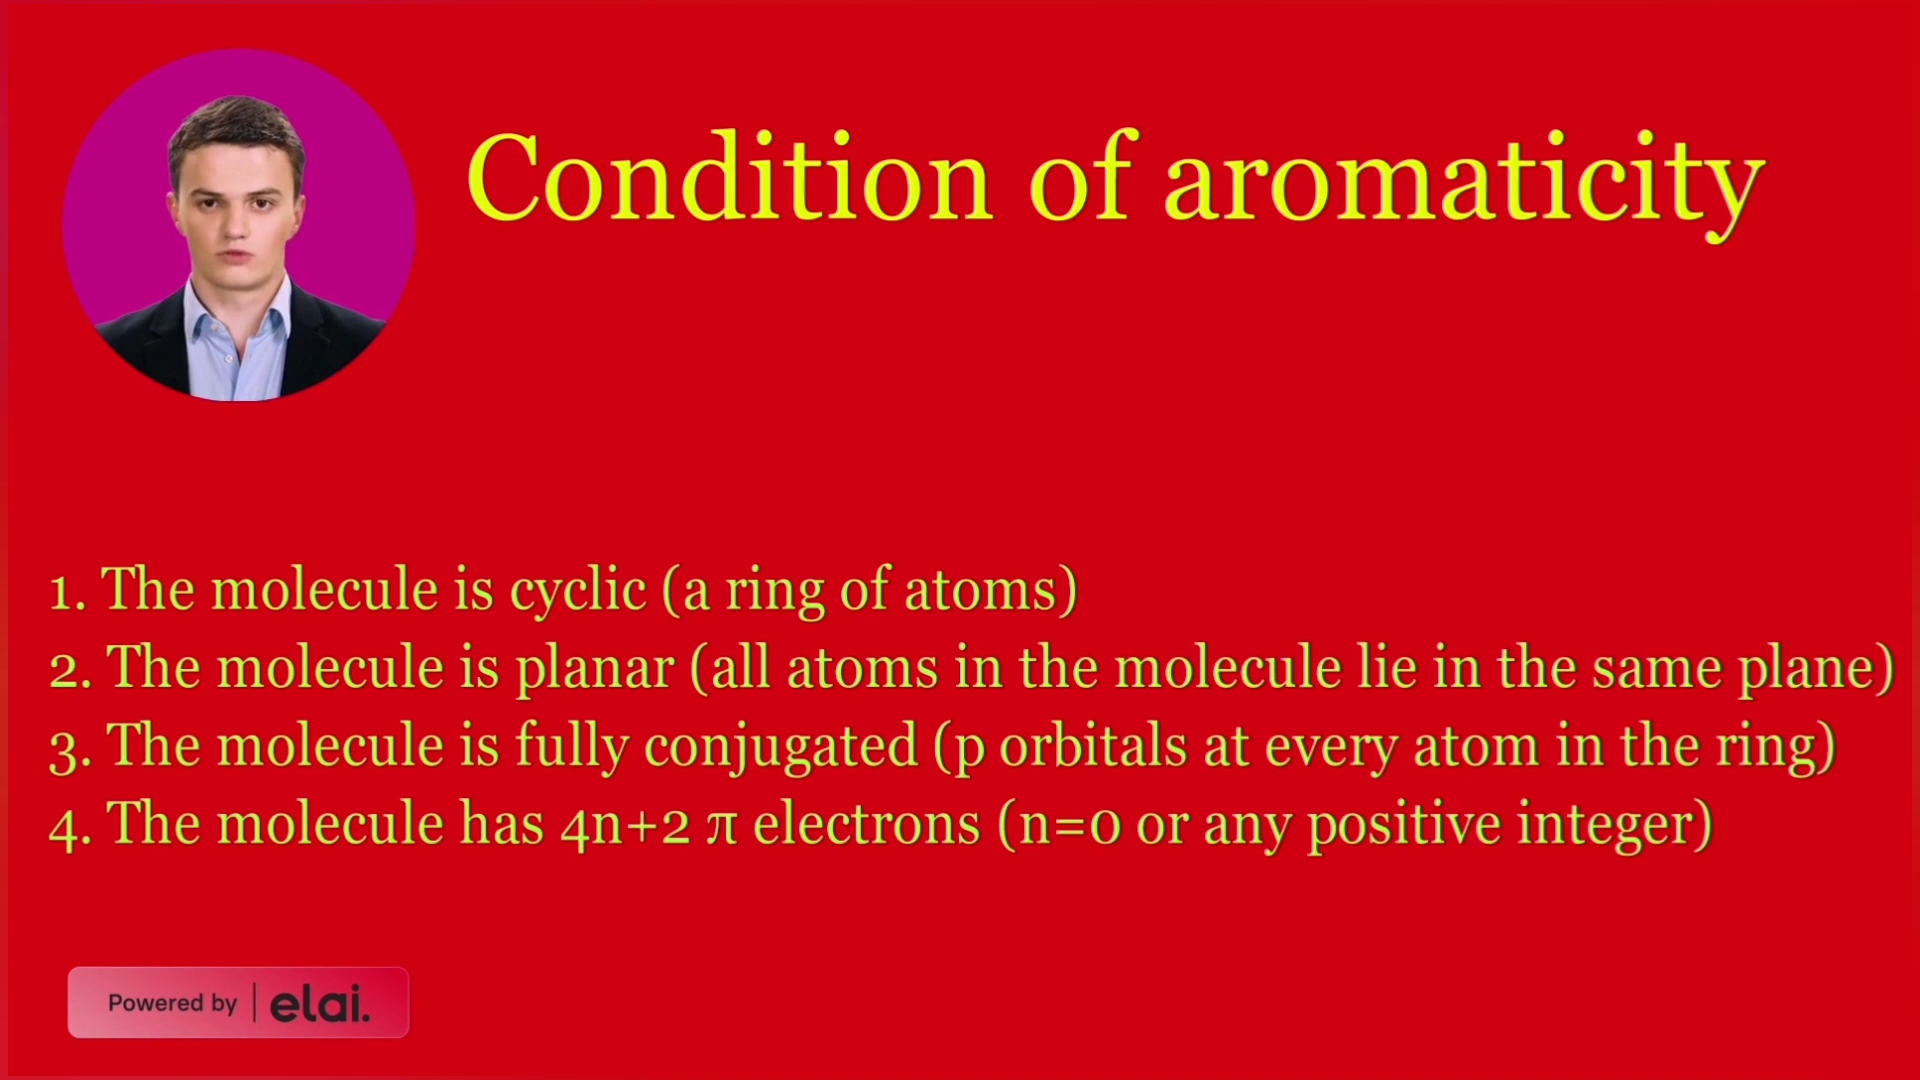 Condition of aromaticity
1. The molecule is cyclic (a ring of atoms)
2. The molecule is planar (all atoms in the molecule lie in the same plane)
3. The molecule is fully conjugated (p orbitals at every atom in the ring)
4. The molecule has 4n+2 π electrons (n=0 or any positive integer)
Powered by | elai.